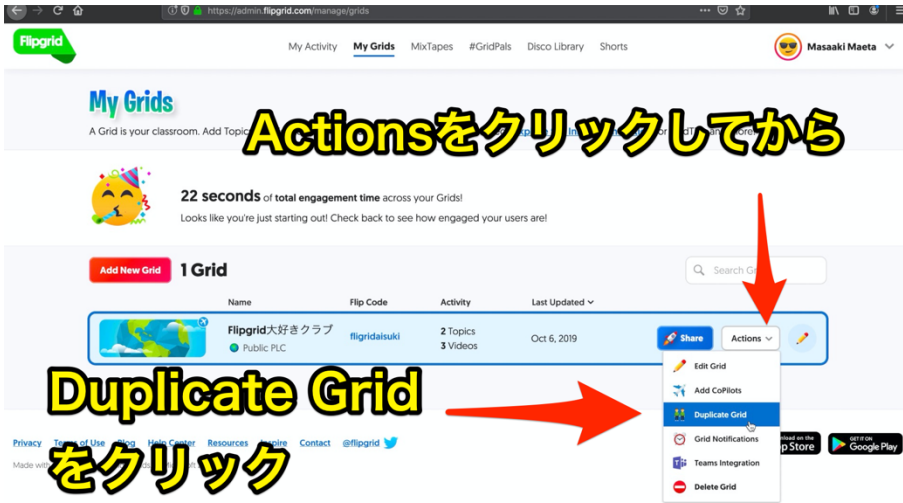 https://admin.flipgrid.com/manage/grids
Flipgrid
My Activity My Grids MixTapes #GridPals Disco Library Shorts Masaaki Maeta
My Grids
A Grid is your classroom. Add Topic
Actionsをクリックしてから
22 seconds of total engagement time across your Grids!
Looks like you're just starting out! Check back to see how engaged your users are!
Add New Grid 1 Grid Search
Name Flip Code Activity Last Updated
Flipgrid大好きクラブ fligridaisuki 2 Topics Oct 6, 2019 Share Actions
Public PLC 3 Videos
Edit Grid
Add CoPilots
Duplicate Grid
Grid Notifications
Teams Integration
Delete Grid
Duplicate Grid
をクリック
Privacy Terms of Use Blog Help Center Resources Inspire Contact @flipgrid
Made with
GET IT ON
Google Play